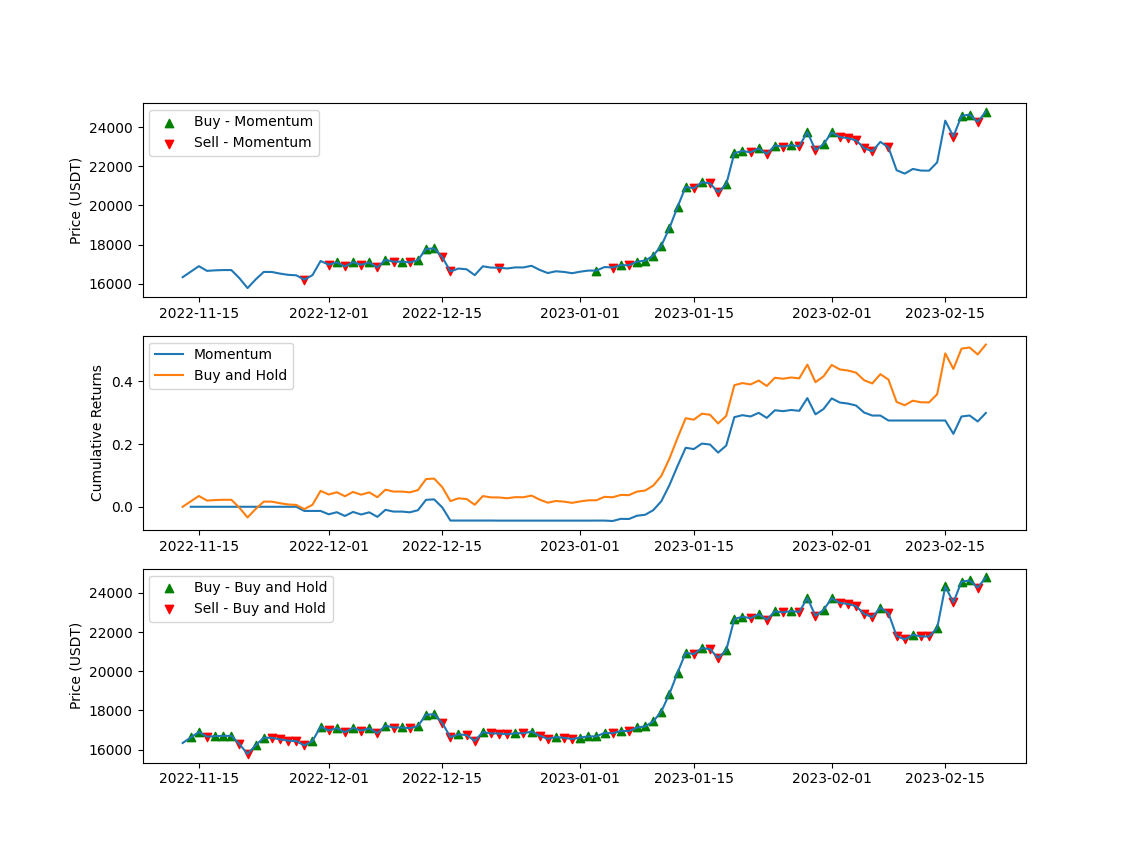 Buy - Momentum
Sell - Momentum
Price (USDT)
24000
22000
20000
18000
16000
2022-11-15 2022-12-01 2022-12-15 2023-01-01 2023-01-15 2023-02-01 2023-02-15
Momentum
Buy and Hold
Cumulative Returns
0.4
0.2
0.0
2022-11-15 2022-12-01 2022-12-15 2023-01-01 2023-01-15 2023-02-01 2023-02-15
Buy - Buy and Hold
Sell - Buy and Hold
Price (USDT)
24000
22000
20000
18000
16000
2022-11-15 2022-12-01 2022-12-15 2023-01-01 2023-01-15 2023-02-01 2023-02-15